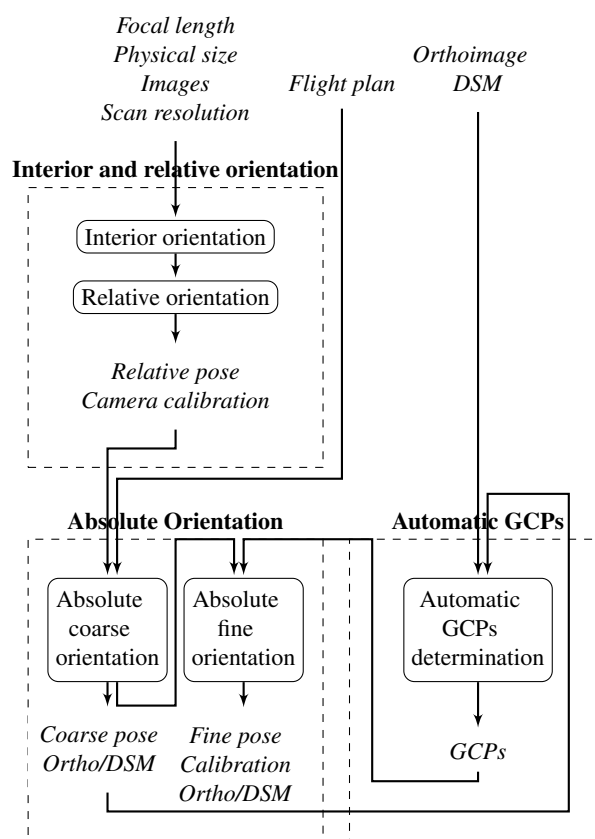 Focal length
Physical size
Images
Scan resolution
Flight plan
Orthoimage
DSM
Interior and relative orientation
Interior orientation
Relative orientation
Relative pose
Camera calibration
Absolute Orientation
Automatic GCPs
Absolute
coarse
orientation
Absolute
fine
orientation
Automatic
GCPs
determination
Coarse pose
Ortho/DSM
Fine pose
Calibration
Ortho/DSM
GCPs